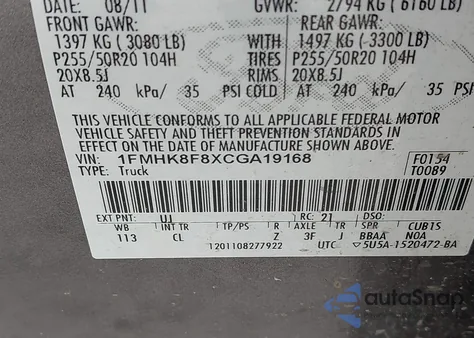 DATE: 08/11 GVWR: 2794 KG ( 6160 LB)
FRONT GAWR: REAR GAWR:
1397 KG ( 3080 LB) WITH 1497 KG -3300 LB)
P255/50R20 104H TIRES P255/50R20 104H
20X8.5J RIMS 20X8.5J
AT 240 kPa/ 35 PSI COLD AT 240 kPa/ 35 PSI
THIS VEHICLE CONFORMS TO ALL APPLICABLE FEDERAL MOTOR
VEHICLE SAFETY AND THEFT PREVENTION STANDARDS IN
EFFECT ON THE DATE OF MANUFACTURE SHOWN ABOVE.
VIN: 1FMHK8F8XCGA19168 F0154
TYPE: Truck T0089
EXT PNT: UJ RC: 21 DSO:
WB INT TR TP/PS R AXLE TR SPR CUB1S
113 CL Z 3F J BBAA NOA
1201108277922 UTC 5U5A-1520472-BA
autoSnap